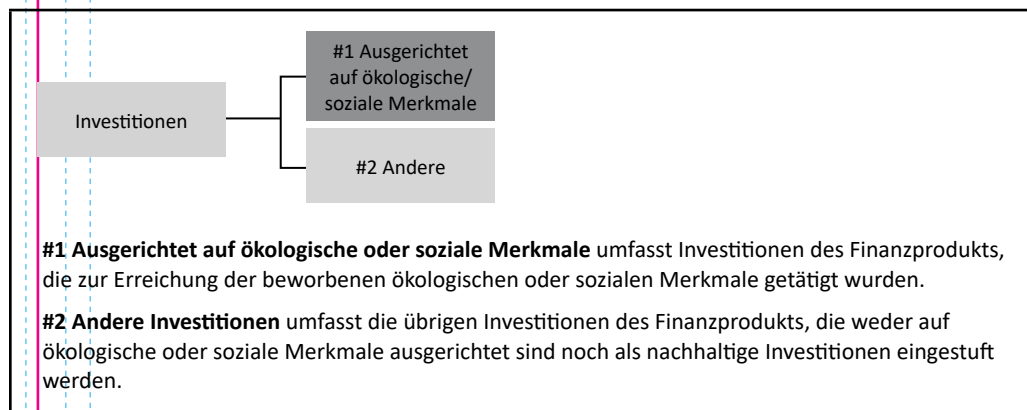 #1 Ausgerichtet
auf ökologische/
soziale Merkmale
Investitionen
#2 Andere
#1 Ausgerichtet auf ökologische oder soziale Merkmale umfasst Investitionen des Finanzprodukts,
die zur Erreichung der beworbenen ökologischen oder sozialen Merkmale getätigt wurden.
#2 Andere Investitionen umfasst die übrigen Investitionen des Finanzprodukts, die weder auf
ökologische oder soziale Merkmale ausgerichtet sind noch als nachhaltige Investitionen eingestuft
werden.